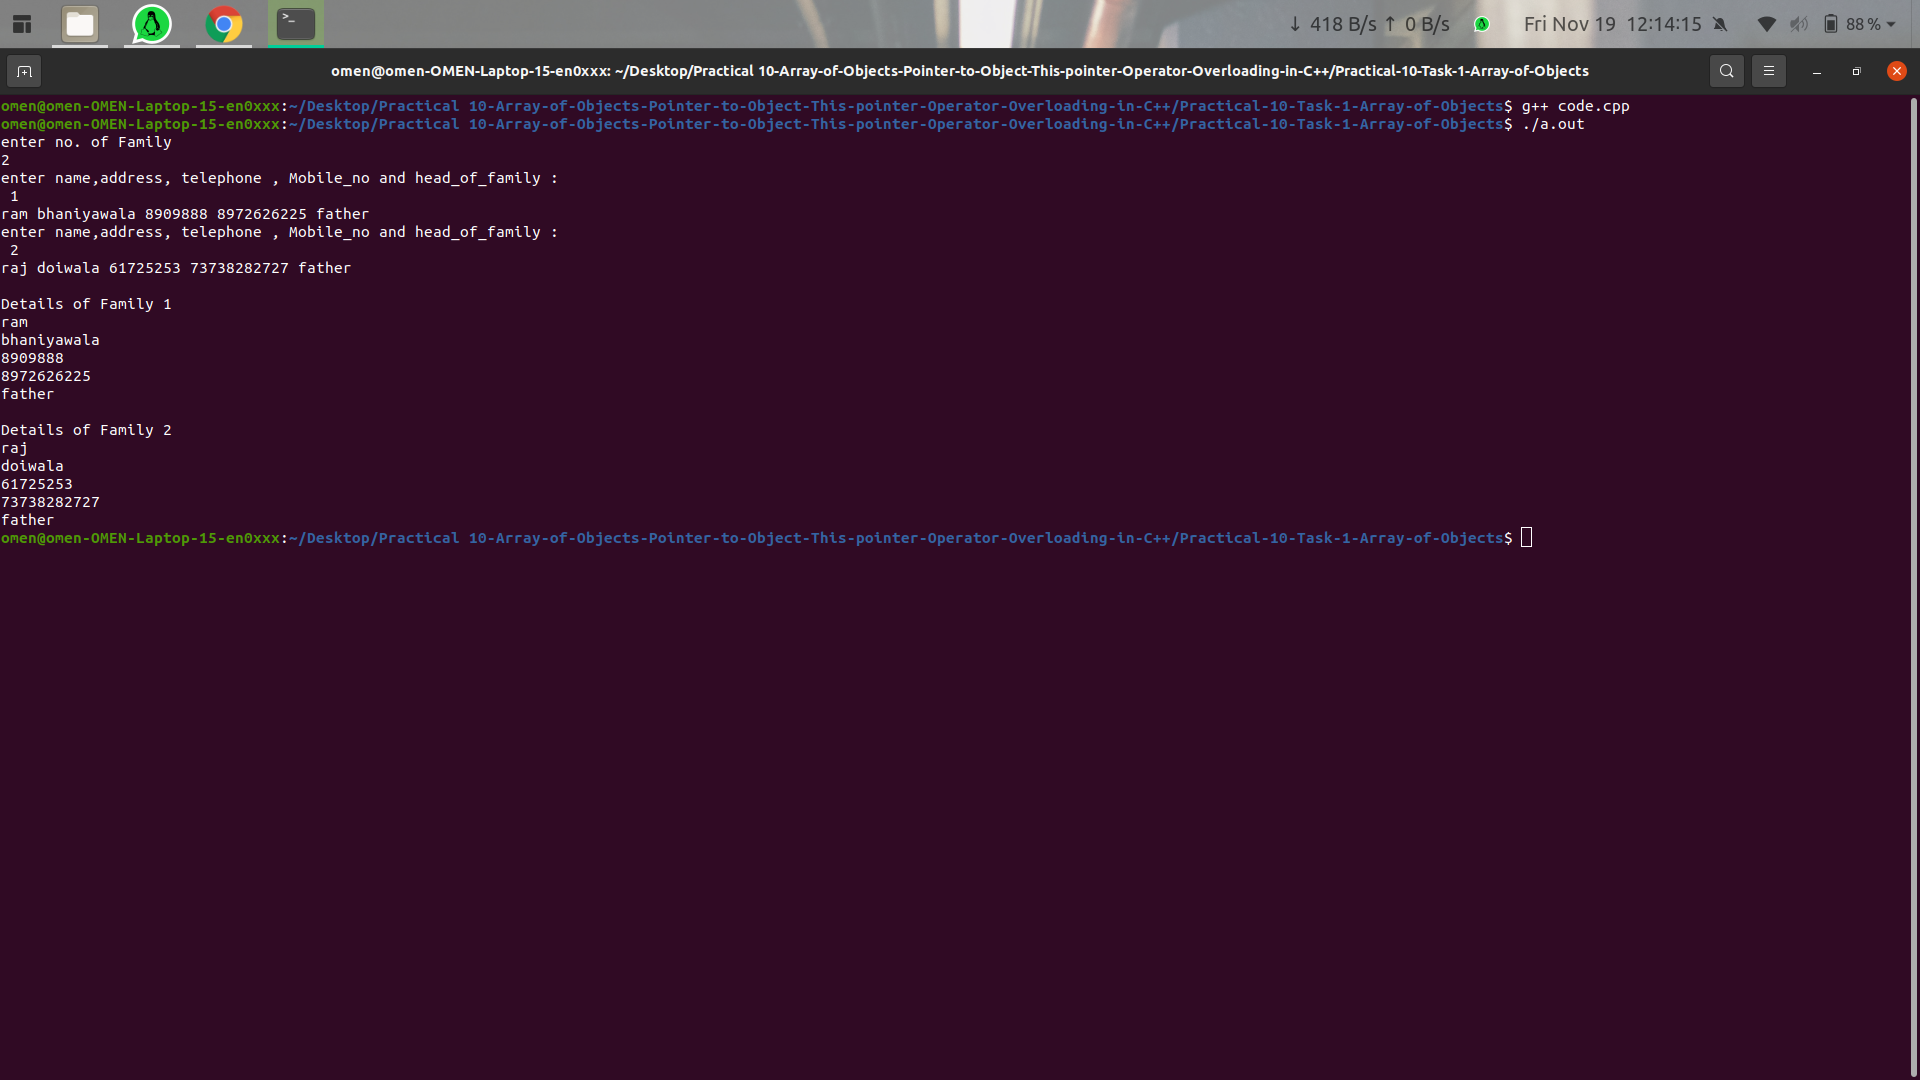 ↓ 418 B/s ↑ 0 B/s Fri Nov 19 12:14:15 88 %
omen@omen-OMEN-Laptop-15-en0xxx: ~/Desktop/Practical 10-Array-of-Objects-Pointer-to-Object-This-pointer-Operator-Overloading-in-C++/Practical-10-Task-1-Array-of-Objects
omen@omen-OMEN-Laptop-15-en0xxx:~/Desktop/Practical 10-Array-of-Objects-Pointer-to-Object-This-pointer-Operator-Overloading-in-C++/Practical-10-Task-1-Array-of-Objects$ g++ code.cpp
omen@omen-OMEN-Laptop-15-en0xxx:~/Desktop/Practical 10-Array-of-Objects-Pointer-to-Object-This-pointer-Operator-Overloading-in-C++/Practical-10-Task-1-Array-of-Objects$ ./a.out
enter no. of Family
2
enter name,address, telephone , Mobile_no and head_of_family :
 1
ram bhaniyawala 8909888 8972626225 father
enter name,address, telephone , Mobile_no and head_of_family :
 2
raj doiwala 61725253 73738282727 father

Details of Family 1
ram
bhaniyawala
8909888
8972626225
father

Details of Family 2
raj
doiwala
61725253
73738282727
father
omen@omen-OMEN-Laptop-15-en0xxx:~/Desktop/Practical 10-Array-of-Objects-Pointer-to-Object-This-pointer-Operator-Overloading-in-C++/Practical-10-Task-1-Array-of-Objects$